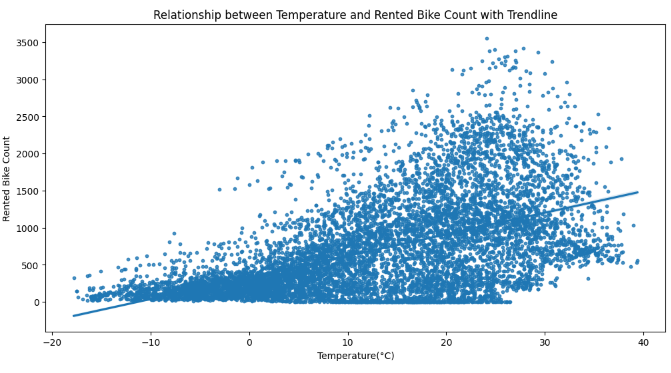 Relationship between Temperature and Rented Bike Count with Trendline
Rented Bike Count
3500
3000
2500
2000
1500
1000
500
0
−20 −10 0 10 20 30 40
Temperature(°C)